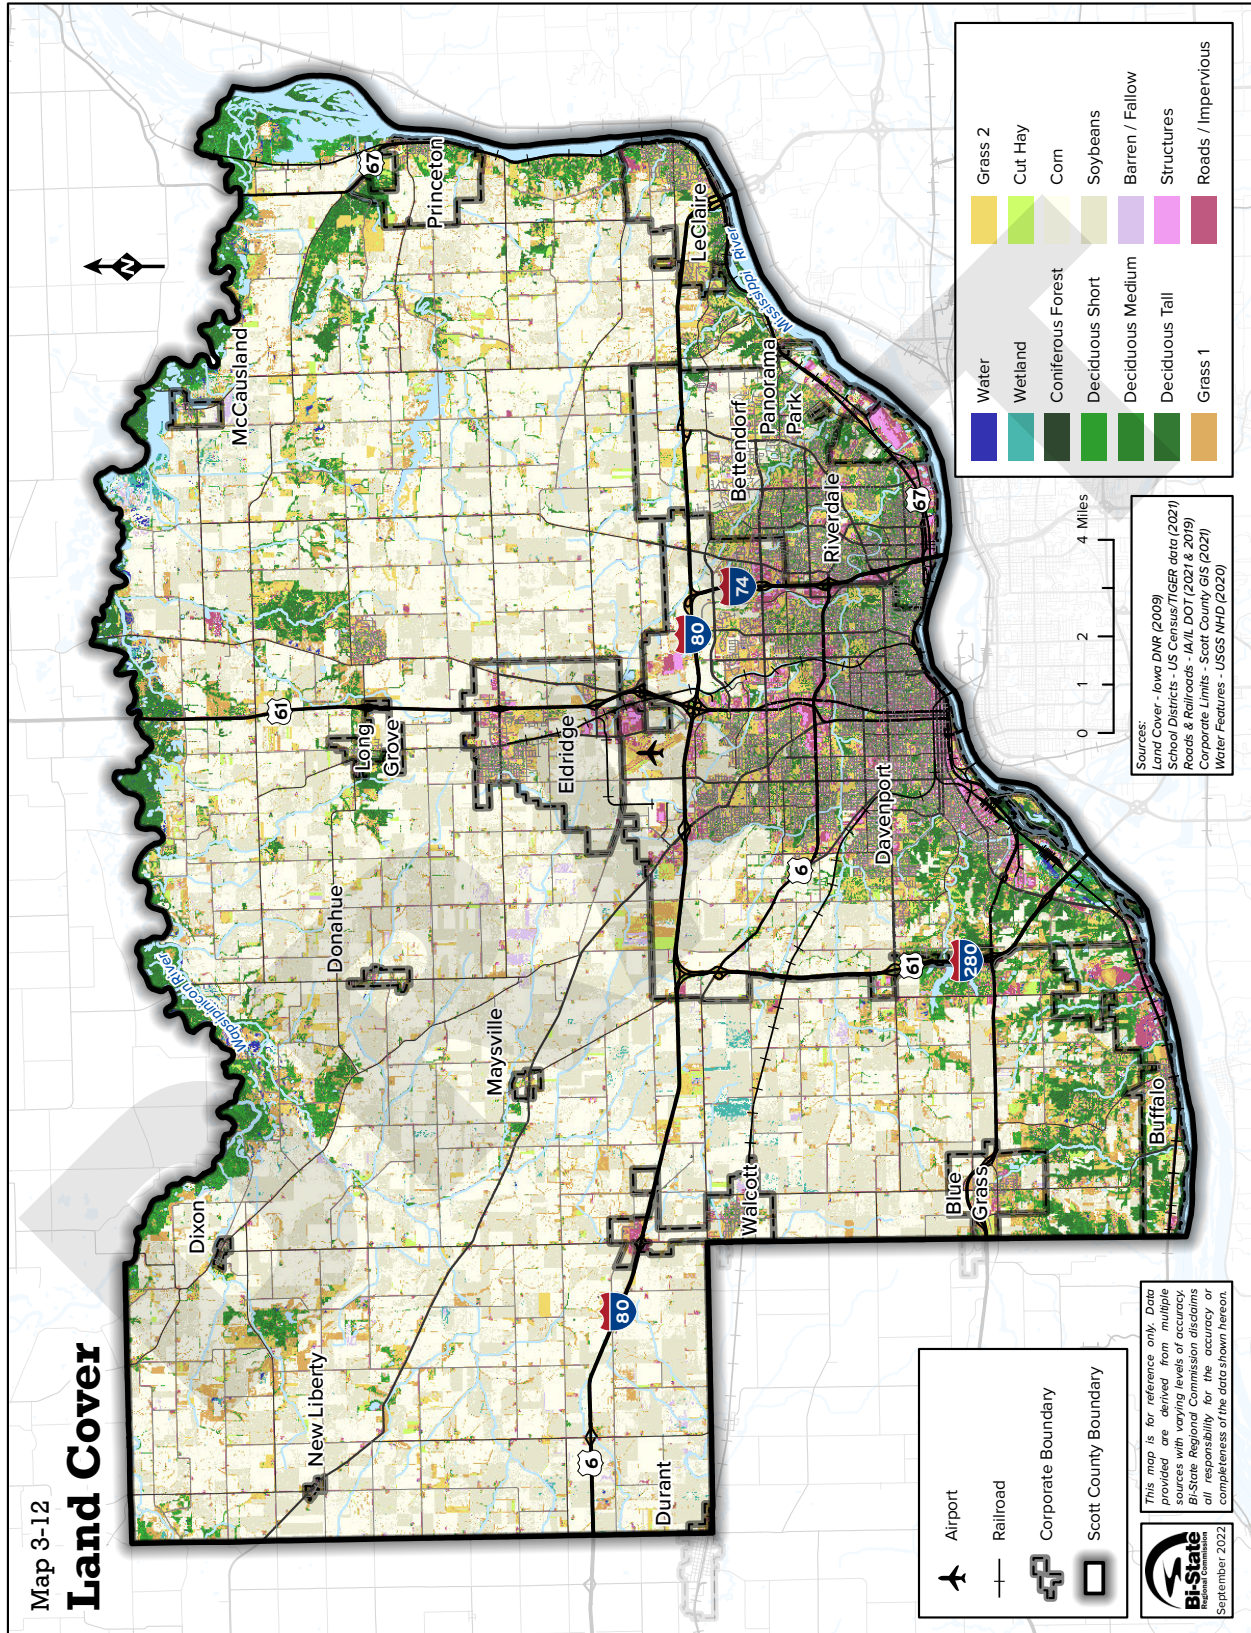 Map 3-12
Land Cover
New Liberty
Dixon
Wapsipinicon River
Donahue
Long
Grove
61
McCausland
67
Princeton
Maysville
Eldridge
Durant
6
80
Walcott
80
74
Bettendorf
Panorama
Park
LeClaire
Mississippi River
Riverdale
67
6
Davenport
61
280
Blue
Grass
Buffalo
N
Airport
Railroad
Corporate Boundary
Scott County Boundary
Bi-State
Regional Commission
September 2022
This map is for reference only. Data
provided are derived from multiple
sources with varying levels of accuracy.
Bi-State Regional Commission disclaims
all responsibility for the accuracy or
completeness of the data shown hereon.
0 1 2 4 Miles
Sources:
Land Cover - Iowa DNR (2009)
School Districts - US Census/TIGER data (2021)
Roads & Railroads - IA/IL DOT (2021 & 2019)
Corporate Limits - Scott County GIS (2021)
Water Features - USGS NHD (2020)
Water
Wetland
Coniferous Forest
Deciduous Short
Deciduous Medium
Deciduous Tall
Grass 1
Grass 2
Cut Hay
Corn
Soybeans
Barren / Fallow
Structures
Roads / Impervious